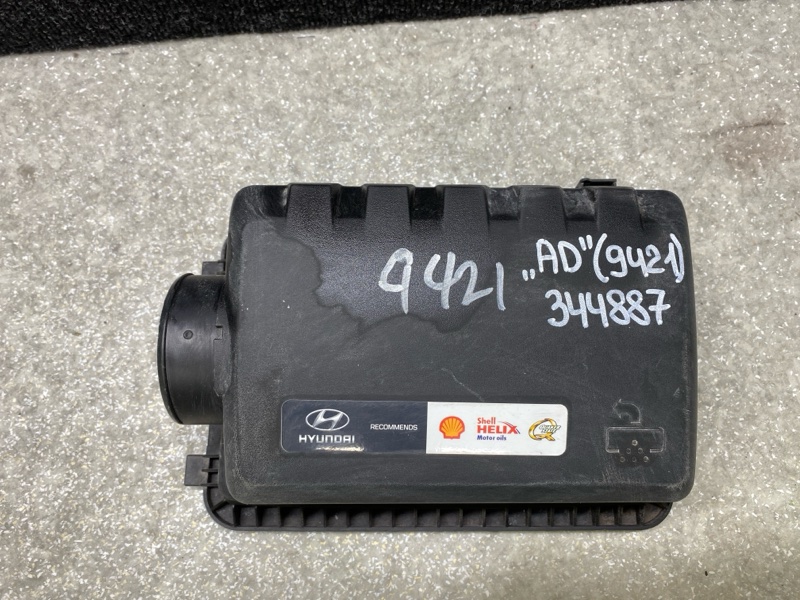 9421
„AD" (9421)
344887
HYUNDAI
RECOMMENDS
Shell
HELIX
Motor oils